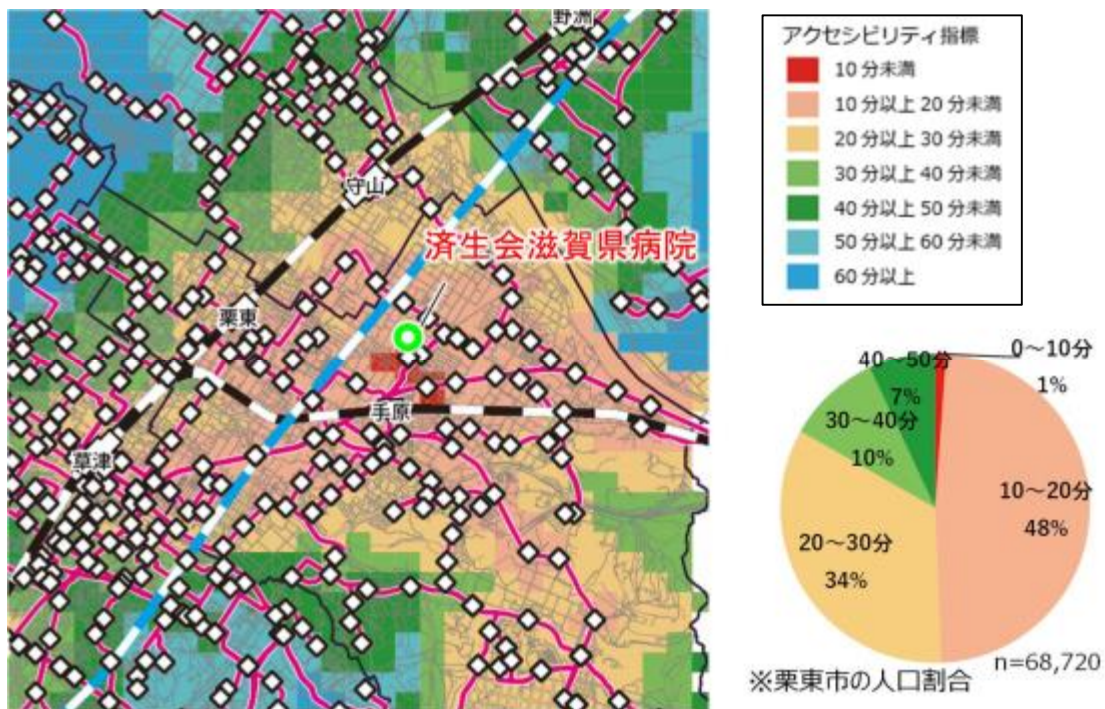 野洲
守山
済生会滋賀県病院
栗東
手原
草津
アクセシビリティ指標
10分未満
10分以上20分未満
20分以上30分未満
30分以上40分未満
40分以上50分未満
50分以上60分未満
60分以上
0～10分
1%
40～50分
7%
30～40分
10%
10～20分
48%
20～30分
34%
n=68,720
※栗東市の人口割合